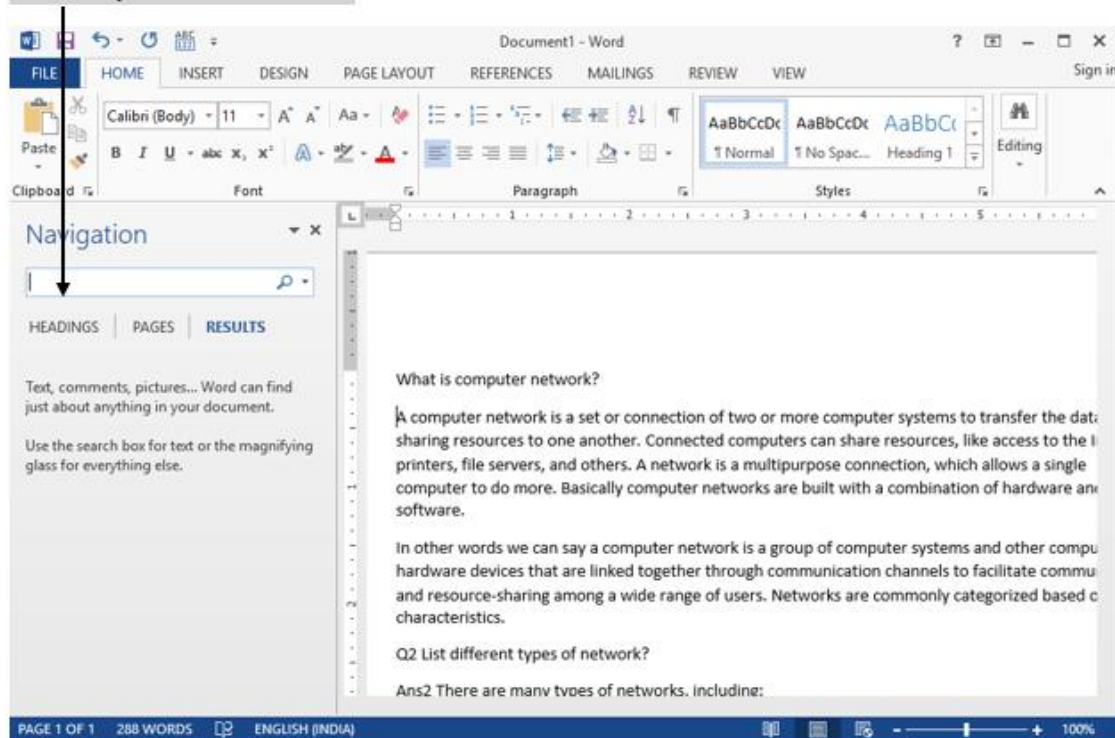 Document1 - Word
FILE HOME INSERT DESIGN PAGE LAYOUT REFERENCES MAILINGS REVIEW VIEW Sign in
Calibri (Body) 11
Paste
AaBbCcDc AaBbCcDc AaBbC
¶ Normal ¶ No Spac... Heading 1
Editing
Clipboard Font Paragraph Styles
Navigation
HEADINGS PAGES RESULTS
Text, comments, pictures... Word can find
just about anything in your document.
Use the search box for text or the magnifying
glass for everything else.
1 2 3 4 5
What is computer network?
A computer network is a set or connection of two or more computer systems to transfer the data
sharing resources to one another. Connected computers can share resources, like access to the
printers, file servers, and others. A network is a multipurpose connection, which allows a single
computer to do more. Basically computer networks are built with a combination of hardware and
software.
In other words we can say a computer network is a group of computer systems and other compu
hardware devices that are linked together through communication channels to facilitate commu
and resource-sharing among a wide range of users. Networks are commonly categorized based
characteristics.
Q2 List different types of network?
Ans2 There are many types of networks, including:
PAGE 1 OF 1 288 WORDS ENGLISH (INDIA) 100%